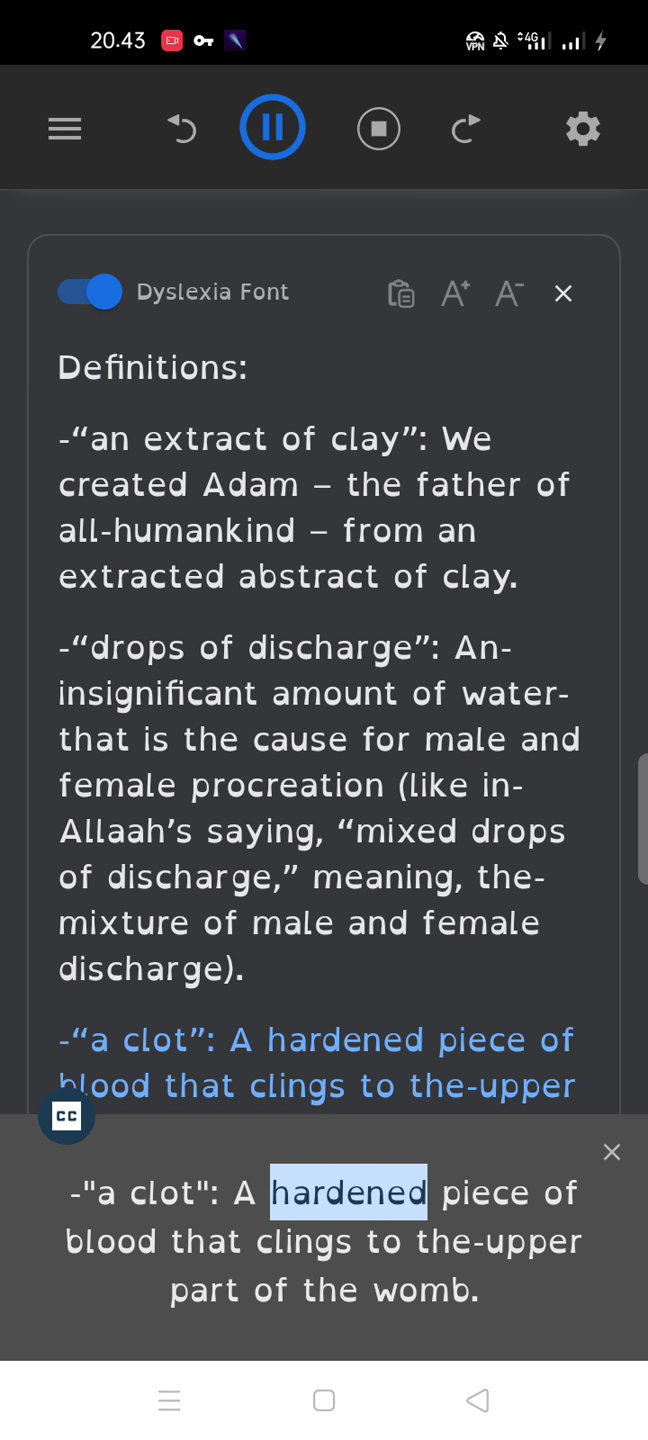 20.43
VPN
4G
Dyslexia Font
A+
A-
Definitions:
-“an extract of clay”: We
created Adam – the father of
all-humankind – from an
extracted abstract of clay.
-“drops of discharge”: An-
insignificant amount of water-
that is the cause for male and
female procreation (like in-
Allaah’s saying, “mixed drops
of discharge,” meaning, the-
mixture of male and female
discharge).
-“a clot”: A hardened piece of
blood that clings to the-upper
CC
-"a clot": A hardened piece of
blood that clings to the-upper
part of the womb.